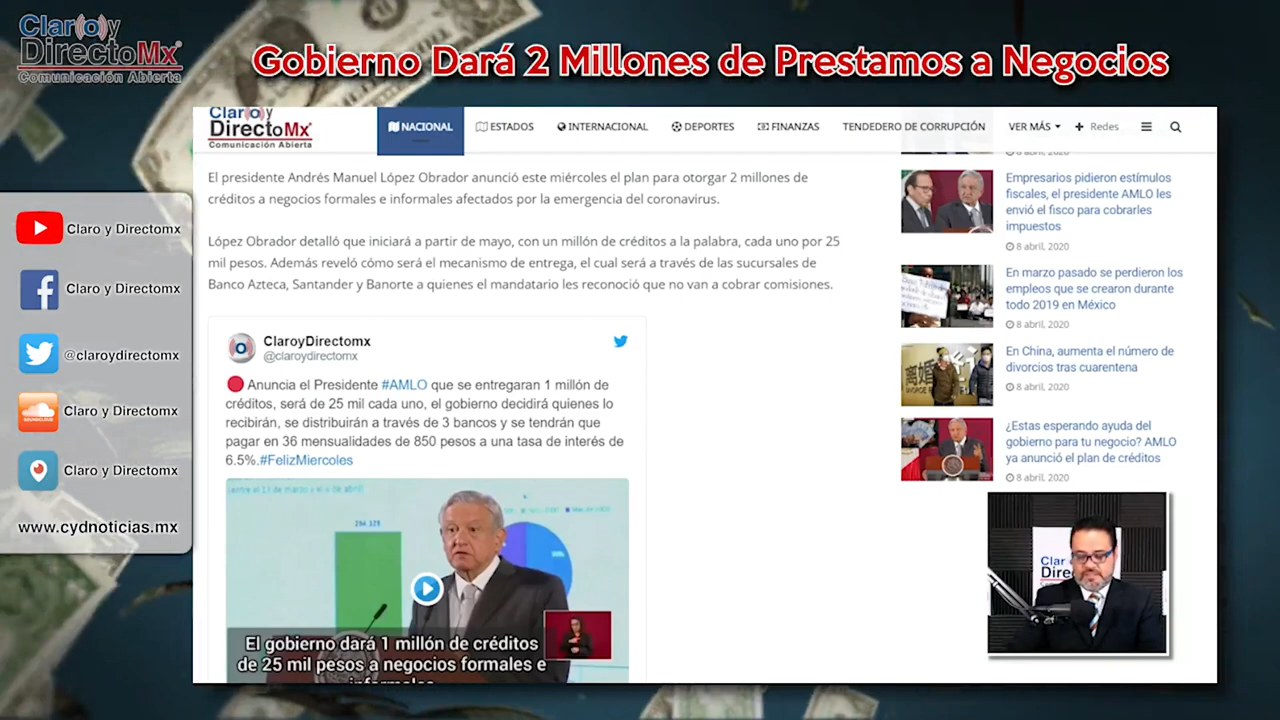 Claro y
DirectoMx
Comunicación Abierta
Gobierno Dará 2 Millones de Prestamos a Negocios
Claro y
DirectoMx
Comunicación Abierta
NACIONAL
ESTADOS
INTERNACIONAL
DEPORTES
FINANZAS
TENDEDERO DE CORRUPCIÓN
VER MÁS
Redes
Claro y Directomx
Claro y Directomx
@claroydirectomx
SOUNDCLOUD
Claro y Directomx
Claro y Directomx
www.cydnoticias.mx
El presidente Andrés Manuel López Obrador anunció este miércoles el plan para otorgar 2 millones de
créditos a negocios formales e informales afectados por la emergencia del coronavirus.
López Obrador detalló que iniciará a partir de mayo, con un millón de créditos a la palabra, cada uno por 25
mil pesos. Además reveló cómo será el mecanismo de entrega, el cual será a través de las sucursales de
Banco Azteca, Santander y Banorte a quienes el mandatario les reconoció que no van a cobrar comisiones.
ClaroyDirectomx
@claroydirectomx
Anuncia el Presidente #AMLO que se entregaran 1 millón de
créditos, será de 25 mil cada uno, el gobierno decidirá quienes lo
recibirán, se distribuirán a través de 3 bancos y se tendrán que
pagar en 36 mensualidades de 850 pesos a una tasa de interés de
6.5%.#FelizMiercoles
El gobierno dará 1 millón de créditos
de 25 mil pesos a negocios formales e
informales
8 abril, 2020
Empresarios pidieron estímulos
fiscales, el presidente AMLO les
envió el fisco para cobrarles
impuestos
8 abril, 2020
En marzo pasado se perdieron los
empleos que se crearon durante
todo 2019 en México
8 abril, 2020
En China, aumenta el número de
divorcios tras cuarentena
8 abril, 2020
¿Estas esperando ayuda del
gobierno para tu negocio? AMLO
ya anunció el plan de créditos
8 abril, 2020